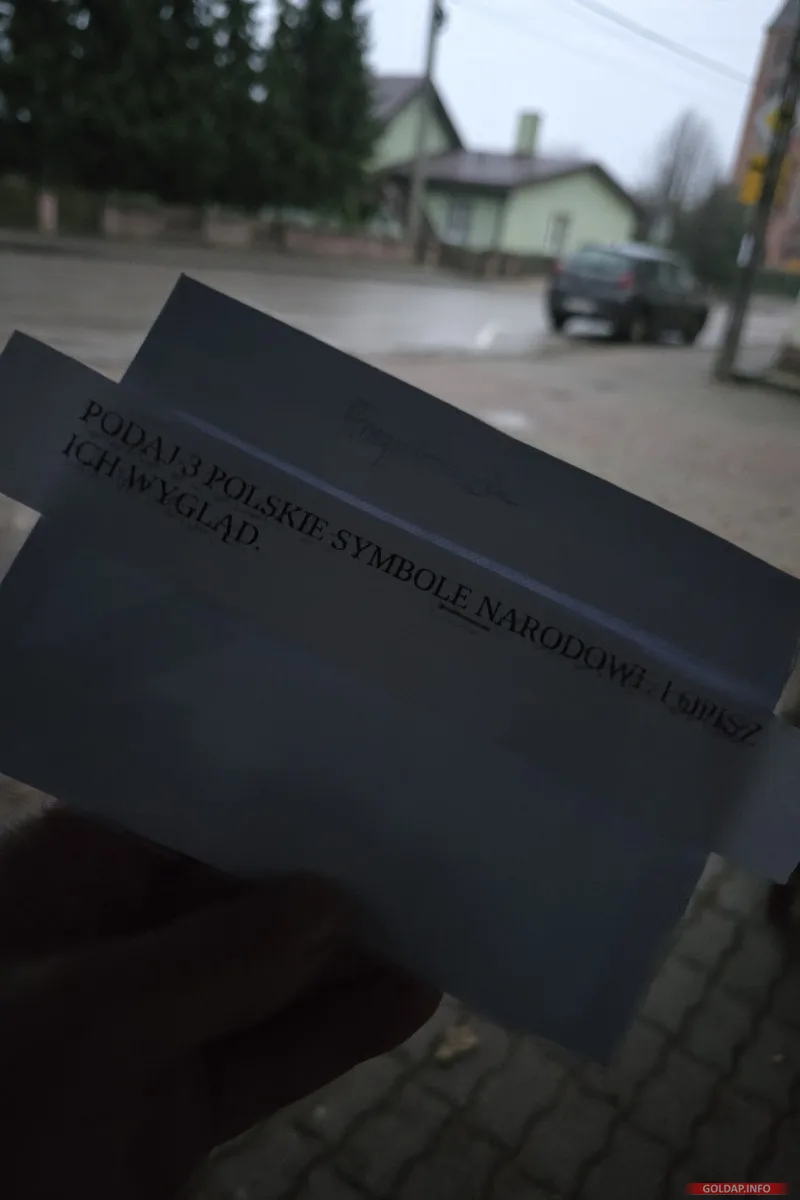 PODAJ 3 POLSKIE SYMBOLE NARODOWE I OPISZ
ICH WYGLĄD.
GOLDAP.INFO